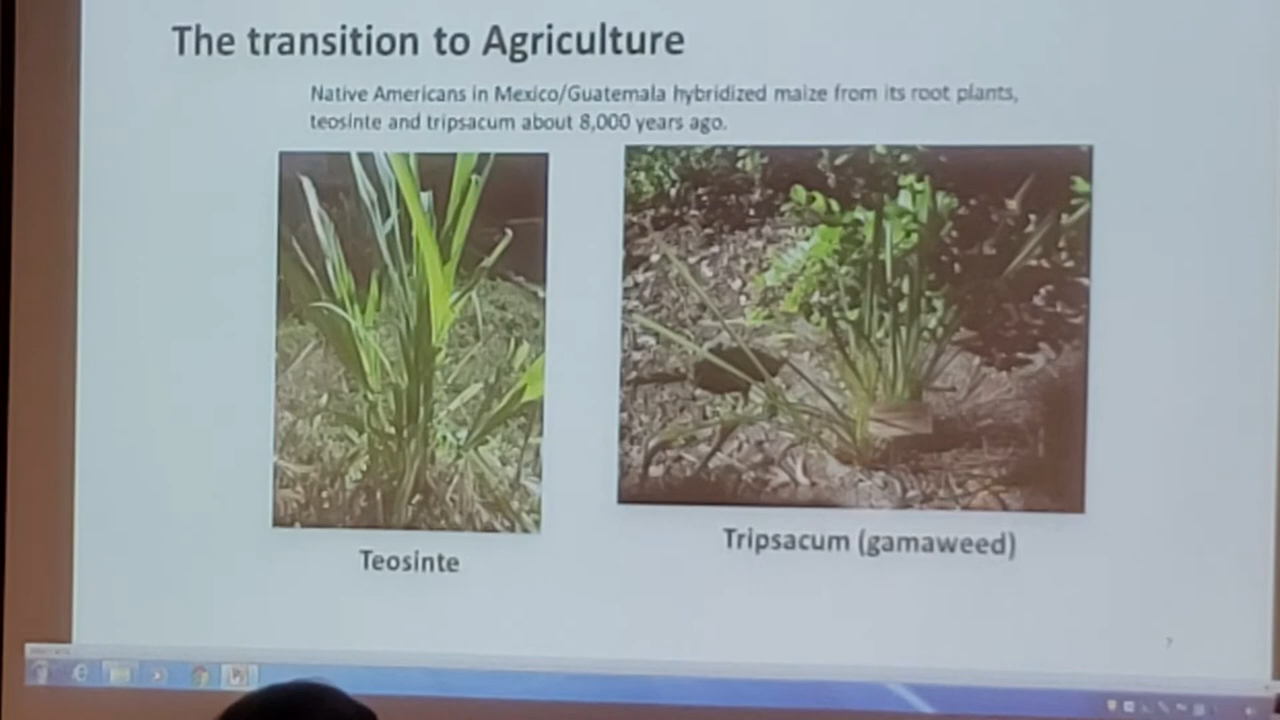 The transition to Agriculture
Native Americans in Mexico/Guatemala hybridized maize from its root plants,
teosinte and tripsacum about 8,000 years ago.
Teosinte
Tripsacum (gamaweed)
7